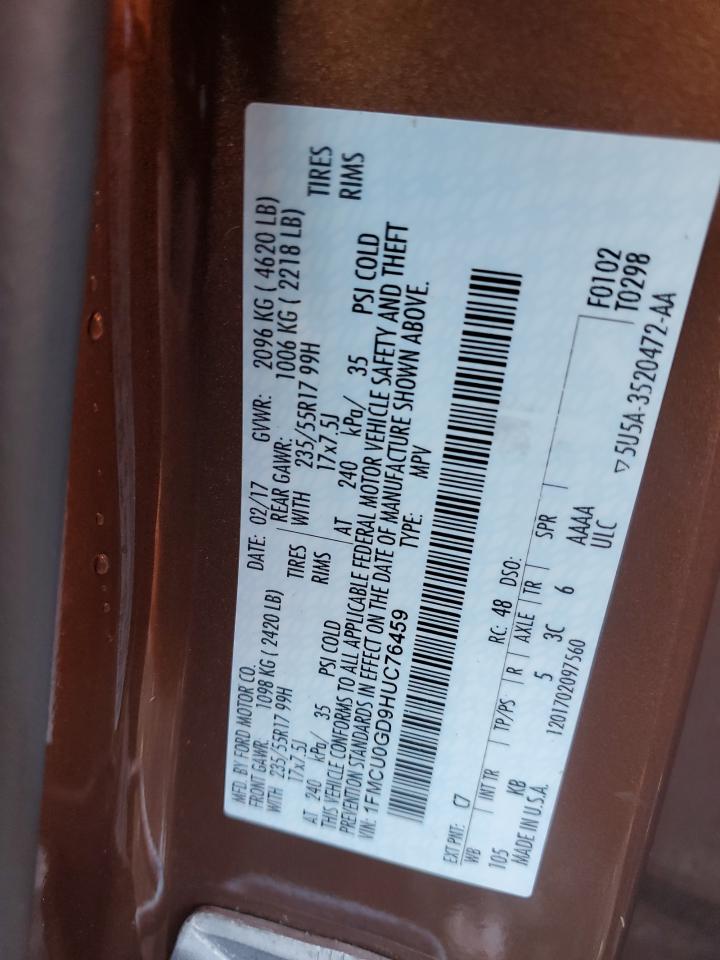 MFD. BY FORD MOTOR CO.
DATE: 02/17 GVWR: 2096 KG ( 4620 LB)
FRONT GAWR: 1098 KG ( 2420 LB) REAR GAWR: 1006 KG ( 2218 LB)
WITH 235/55R17 99H TIRES WITH 235/55R17 99H TIRES
17x7.5J RIMS 17x7.5J RIMS
AT 240 kPa/ 35 PSI COLD AT 240 kPa/ 35 PSI COLD
THIS VEHICLE CONFORMS TO ALL APPLICABLE FEDERAL MOTOR VEHICLE SAFETY AND THEFT
PREVENTION STANDARDS IN EFFECT ON THE DATE OF MANUFACTURE SHOWN ABOVE.
VIN: 1FMCU0GD9HUC76459 TYPE: MPV
EXT PNT: C7 RC: 48 DSO: F0102
WB INT TR TP/PS R AXLE TR SPR T0298
105 KB 5 3C 6 AAAA
MADE IN U.S.A. 1201702097560 ULC
▽5U5A-3520472-AA